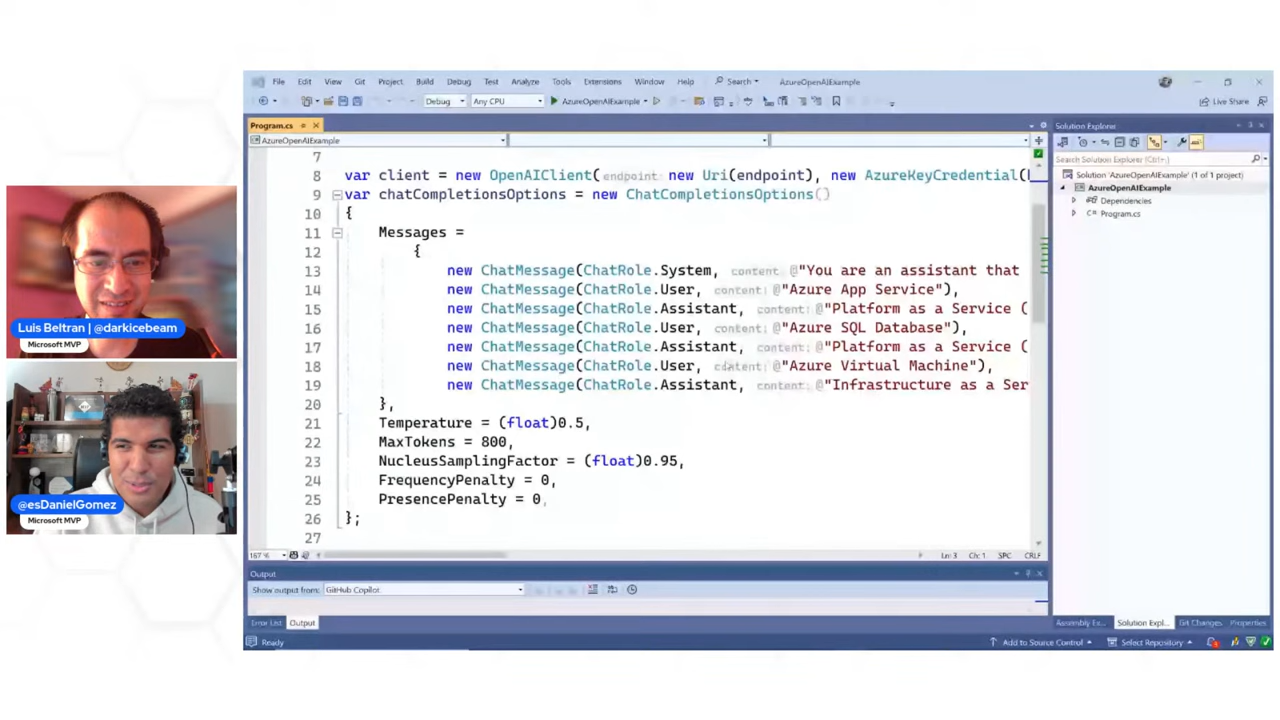 File Edit View Git Project Build Debug Test Analyze Tools Extensions Window Help Search AzureOpenAIExample
Debug Any CPU AzureOpenAIExample Live Share
Program.cs
AzureOpenAIExample
7
8 var client = new OpenAIClient(endpoint: new Uri(endpoint), new AzureKeyCredential(
9 var chatCompletionsOptions = new ChatCompletionsOptions()
10 {
11 Messages =
12 {
13 new ChatMessage(ChatRole.System, content: @"You are an assistant that
14 new ChatMessage(ChatRole.User, content: @"Azure App Service"),
15 new ChatMessage(ChatRole.Assistant, content: @"Platform as a Service (
16 new ChatMessage(ChatRole.User, content: @"Azure SQL Database"),
17 new ChatMessage(ChatRole.Assistant, content: @"Platform as a Service (
18 new ChatMessage(ChatRole.User, content: @"Azure Virtual Machine"),
19 new ChatMessage(ChatRole.Assistant, content: @"Infrastructure as a Ser
20 },
21 Temperature = (float)0.5,
22 MaxTokens = 800,
23 NucleusSamplingFactor = (float)0.95,
24 FrequencyPenalty = 0,
25 PresencePenalty = 0,
26 };
27
167 % Ln: 3 Ch: 1 SPC CRLF
Output
Show output from: GitHub Copilot
Error List Output
Ready Add to Source Control Select Repository
Solution Explorer
Search Solution Explorer (Ctrl+;)
Solution 'AzureOpenAIExample' (1 of 1 project)
AzureOpenAIExample
Dependencies
C# Program.cs
Assembly Ex... Solution Expl... Git Changes Properties
Luis Beltran | @darkicebeam
Microsoft MVP
@esDanielGomez
Microsoft MVP